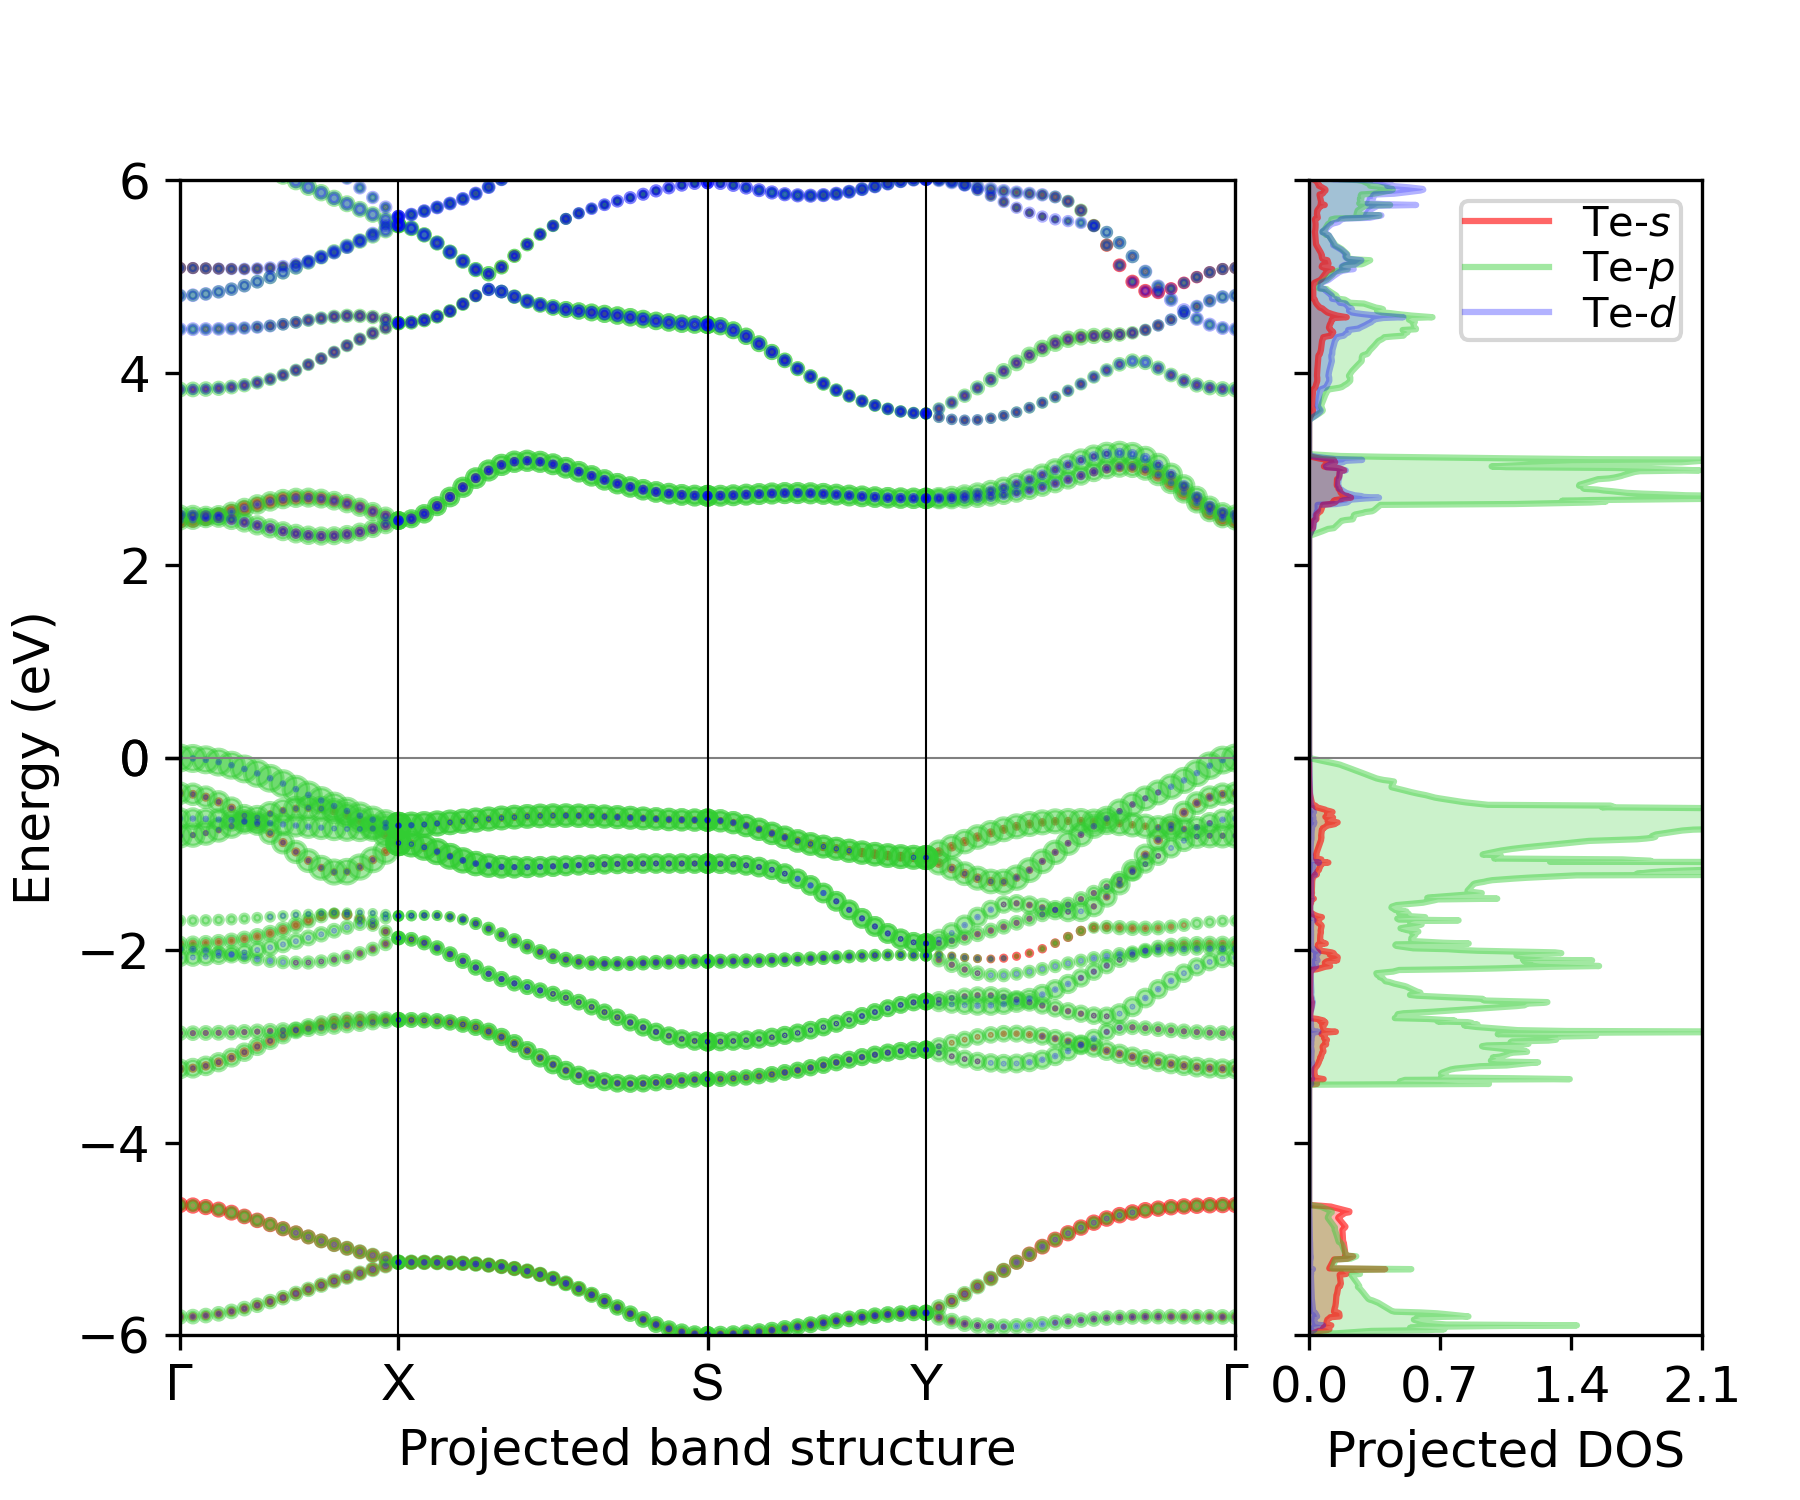 Energy (eV)
6
4
2
0
−2
−4
−6
Γ X S Y Γ
Projected band structure
Te-s
Te-p
Te-d
0.0 0.7 1.4 2.1
Projected DOS